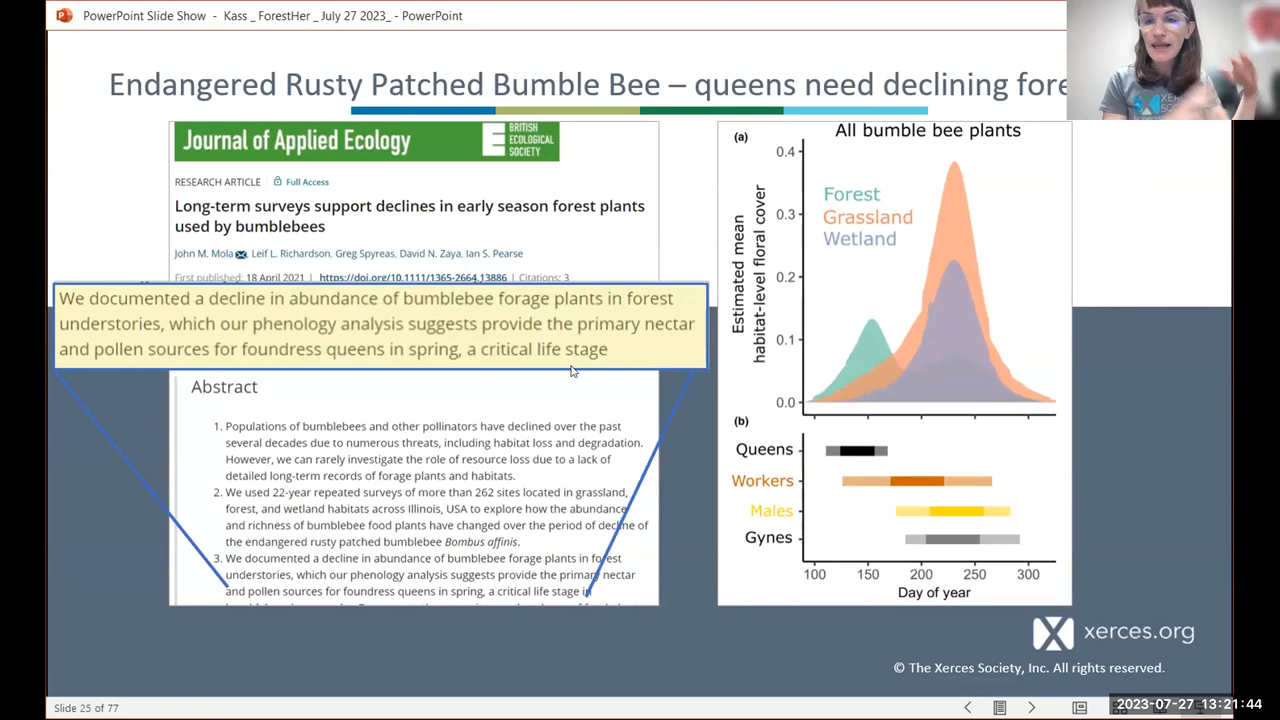 PowerPoint Slide Show - Kass _ ForestHer _ July 27 2023_ - PowerPoint
Endangered Rusty Patched Bumble Bee – queens need declining fore
Journal of Applied Ecology
BRITISH
ECOLOGICAL
SOCIETY
RESEARCH ARTICLE
Full Access
Long-term surveys support declines in early season forest plants
used by bumblebees
John M. Mola, Leif L. Richardson, Greg Spyreas, David N. Zaya, Ian S. Pearse
First published: 18 April 2021 | https://doi.org/10.1111/1365-2664.13886 | Citations: 3
We documented a decline in abundance of bumblebee forage plants in forest
understories, which our phenology analysis suggests provide the primary nectar
and pollen sources for foundress queens in spring, a critical life stage
Abstract
1. Populations of bumblebees and other pollinators have declined over the past
several decades due to numerous threats, including habitat loss and degradation.
However, we can rarely investigate the role of resource loss due to a lack of
detailed long-term records of forage plants and habitats.
2. We used 22-year repeated surveys of more than 262 sites located in grassland,
forest, and wetland habitats across Illinois, USA to explore how the abundance
and richness of bumblebee food plants have changed over the period of decline of
the endangered rusty patched bumblebee Bombus affinis.
3. We documented a decline in abundance of bumblebee forage plants in forest
understories, which our phenology analysis suggests provide the primary nectar
and pollen sources for foundress queens in spring, a critical life stage in
(a)
All bumble bee plants
Estimated mean
habitat-level floral cover
0.4
0.3
0.2
0.1
0.0
Forest
Grassland
Wetland
(b)
Queens
Workers
Males
Gynes
100 150 200 250 300
Day of year
xerces.org
© The Xerces Society, Inc. All rights reserved.
Slide 25 of 77
2023-07-27 13:21:44